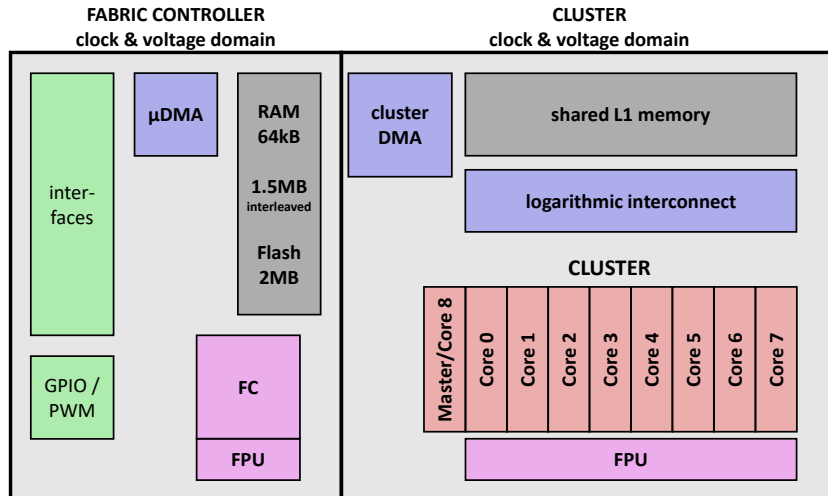 FABRIC CONTROLLER
clock & voltage domain
CLUSTER
clock & voltage domain
inter-
faces
μDMA
RAM
64kB
1.5MB
interleaved
Flash
2MB
GPIO /
PWM
FC
FPU
cluster
DMA
shared L1 memory
logarithmic interconnect
CLUSTER
Master/Core 8
Core 0
Core 1
Core 2
Core 3
Core 4
Core 5
Core 6
Core 7
FPU